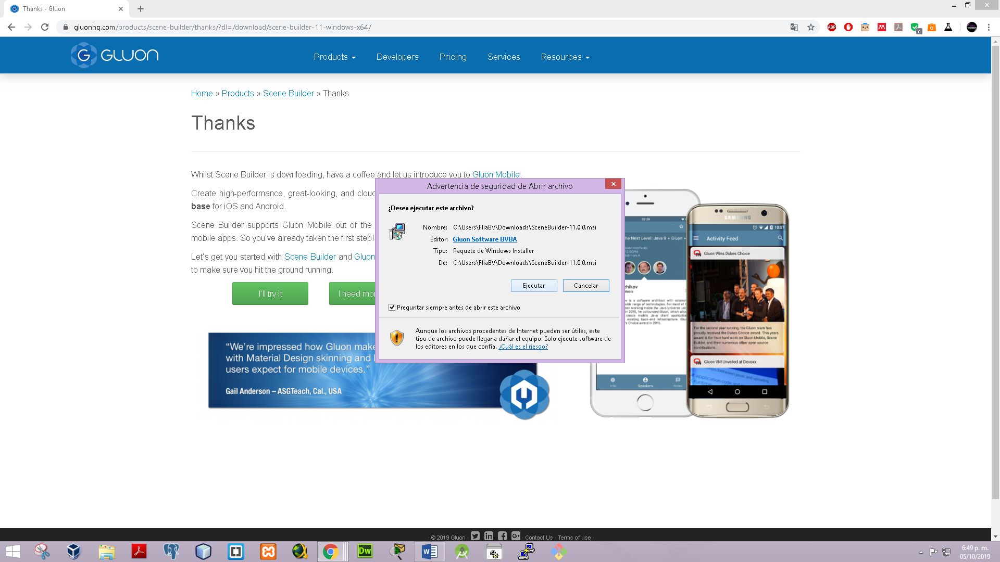 Thanks - Gluon
gluonhq.com/products/scene-builder/thanks/?dl=/download/scene-builder-11-windows-x64/
GLUON
Products
Developers
Pricing
Services
Resources
Home » Products » Scene Builder » Thanks
Thanks
Whilst Scene Builder is downloading, have a coffee and let us introduce you to Gluon Mobile.
Create high-performance, great-looking, and cloud
base for iOS and Android.
Scene Builder supports Gluon Mobile out of the
mobile apps. So you've already taken the first step!
Let's get you started with Scene Builder and Gluon
to make sure you hit the ground running.
I'll try it
I need mo
Advertencia de seguridad de Abrir archivo
¿Desea ejecutar este archivo?
Nombre: C:\Users\FliaBV\Downloads\SceneBuilder-11.0.0.msi
Editor: Gluon Software BVBA
Tipo: Paquete de Windows Installer
De: C:\Users\FliaBV\Downloads\SceneBuilder-11.0.0.msi
Ejecutar
Cancelar
Preguntar siempre antes de abrir este archivo
Aunque los archivos procedentes de Internet pueden ser útiles, este
tipo de archivo puede llegar a dañar el equipo. Solo ejecute software de
los editores en los que confía. ¿Cuál es el riesgo?
“We're impressed how Gluon make
with Material Design skinning and
users expect for mobile devices.”
Gail Anderson – ASGTeach, Cal., USA
02:26
he Next Level: Java 9 + Gluon +
User Interfaces
12:00PM
zhikov
ducts
SAMSUNG
10:57
Activity Feed
Gluon Wins Dukes Choice
For the second year running, the Gluon team has
proudly received the Dukes Choice award. This years
award is for their hard work on Gluon Mobile, Scene
Builder, and their numerous other open source
contributions.
Gluon VM Unveiled at Devoxx
Info
Speakers
Notes
· © 2019 Gluon ·
· Contact Us · Terms of use ·
6:49 p. m.
05/10/2019